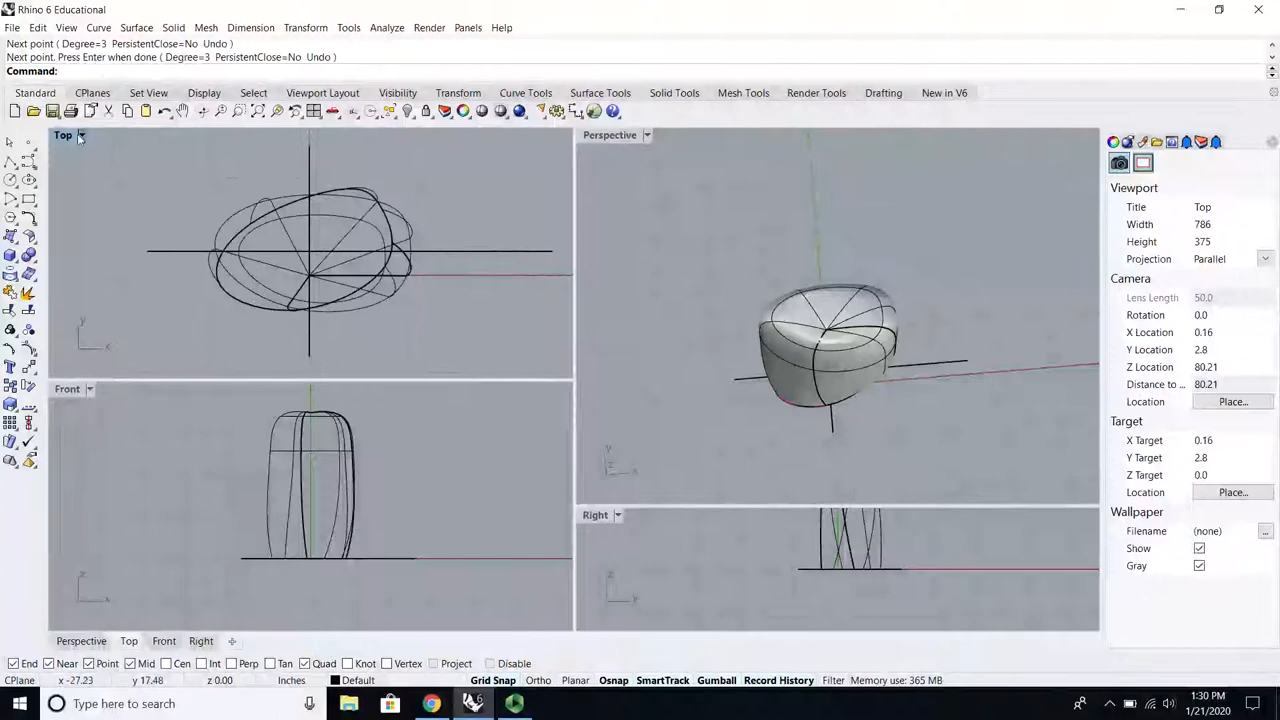 Rhino 6 Educational
File Edit View Curve Surface Solid Mesh Dimension Transform Tools Analyze Render Panels Help
Next point ( Degree=3 PersistentClose=No Undo )
Next point. Press Enter when done ( Degree=3 PersistentClose=No Undo )
Command:
Standard CPlanes Set View Display Select Viewport Layout Visibility Transform Curve Tools Surface Tools Solid Tools Mesh Tools Render Tools Drafting New in V6
Top
Perspective
Front
Right
y
x
z
x
y
z
x
z
y
Viewport
Title Top
Width 786
Height 375
Projection Parallel
Camera
Lens Length 50.0
Rotation 0.0
X Location 0.16
Y Location 2.8
Z Location 80.21
Distance to ... 80.21
Location Place...
Target
X Target 0.16
Y Target 2.8
Z Target 0.0
Location Place...
Wallpaper
Filename (none) ...
Show
Gray
Perspective Top Front Right
End Near Point Mid Cen Int Perp Tan Quad Knot Vertex Project Disable
CPlane x -27.23 y 17.48 z 0.00 Inches Default Grid Snap Ortho Planar Osnap SmartTrack Gumball Record History Filter Memory use: 365 MB
Type here to search
1:30 PM
1/21/2020